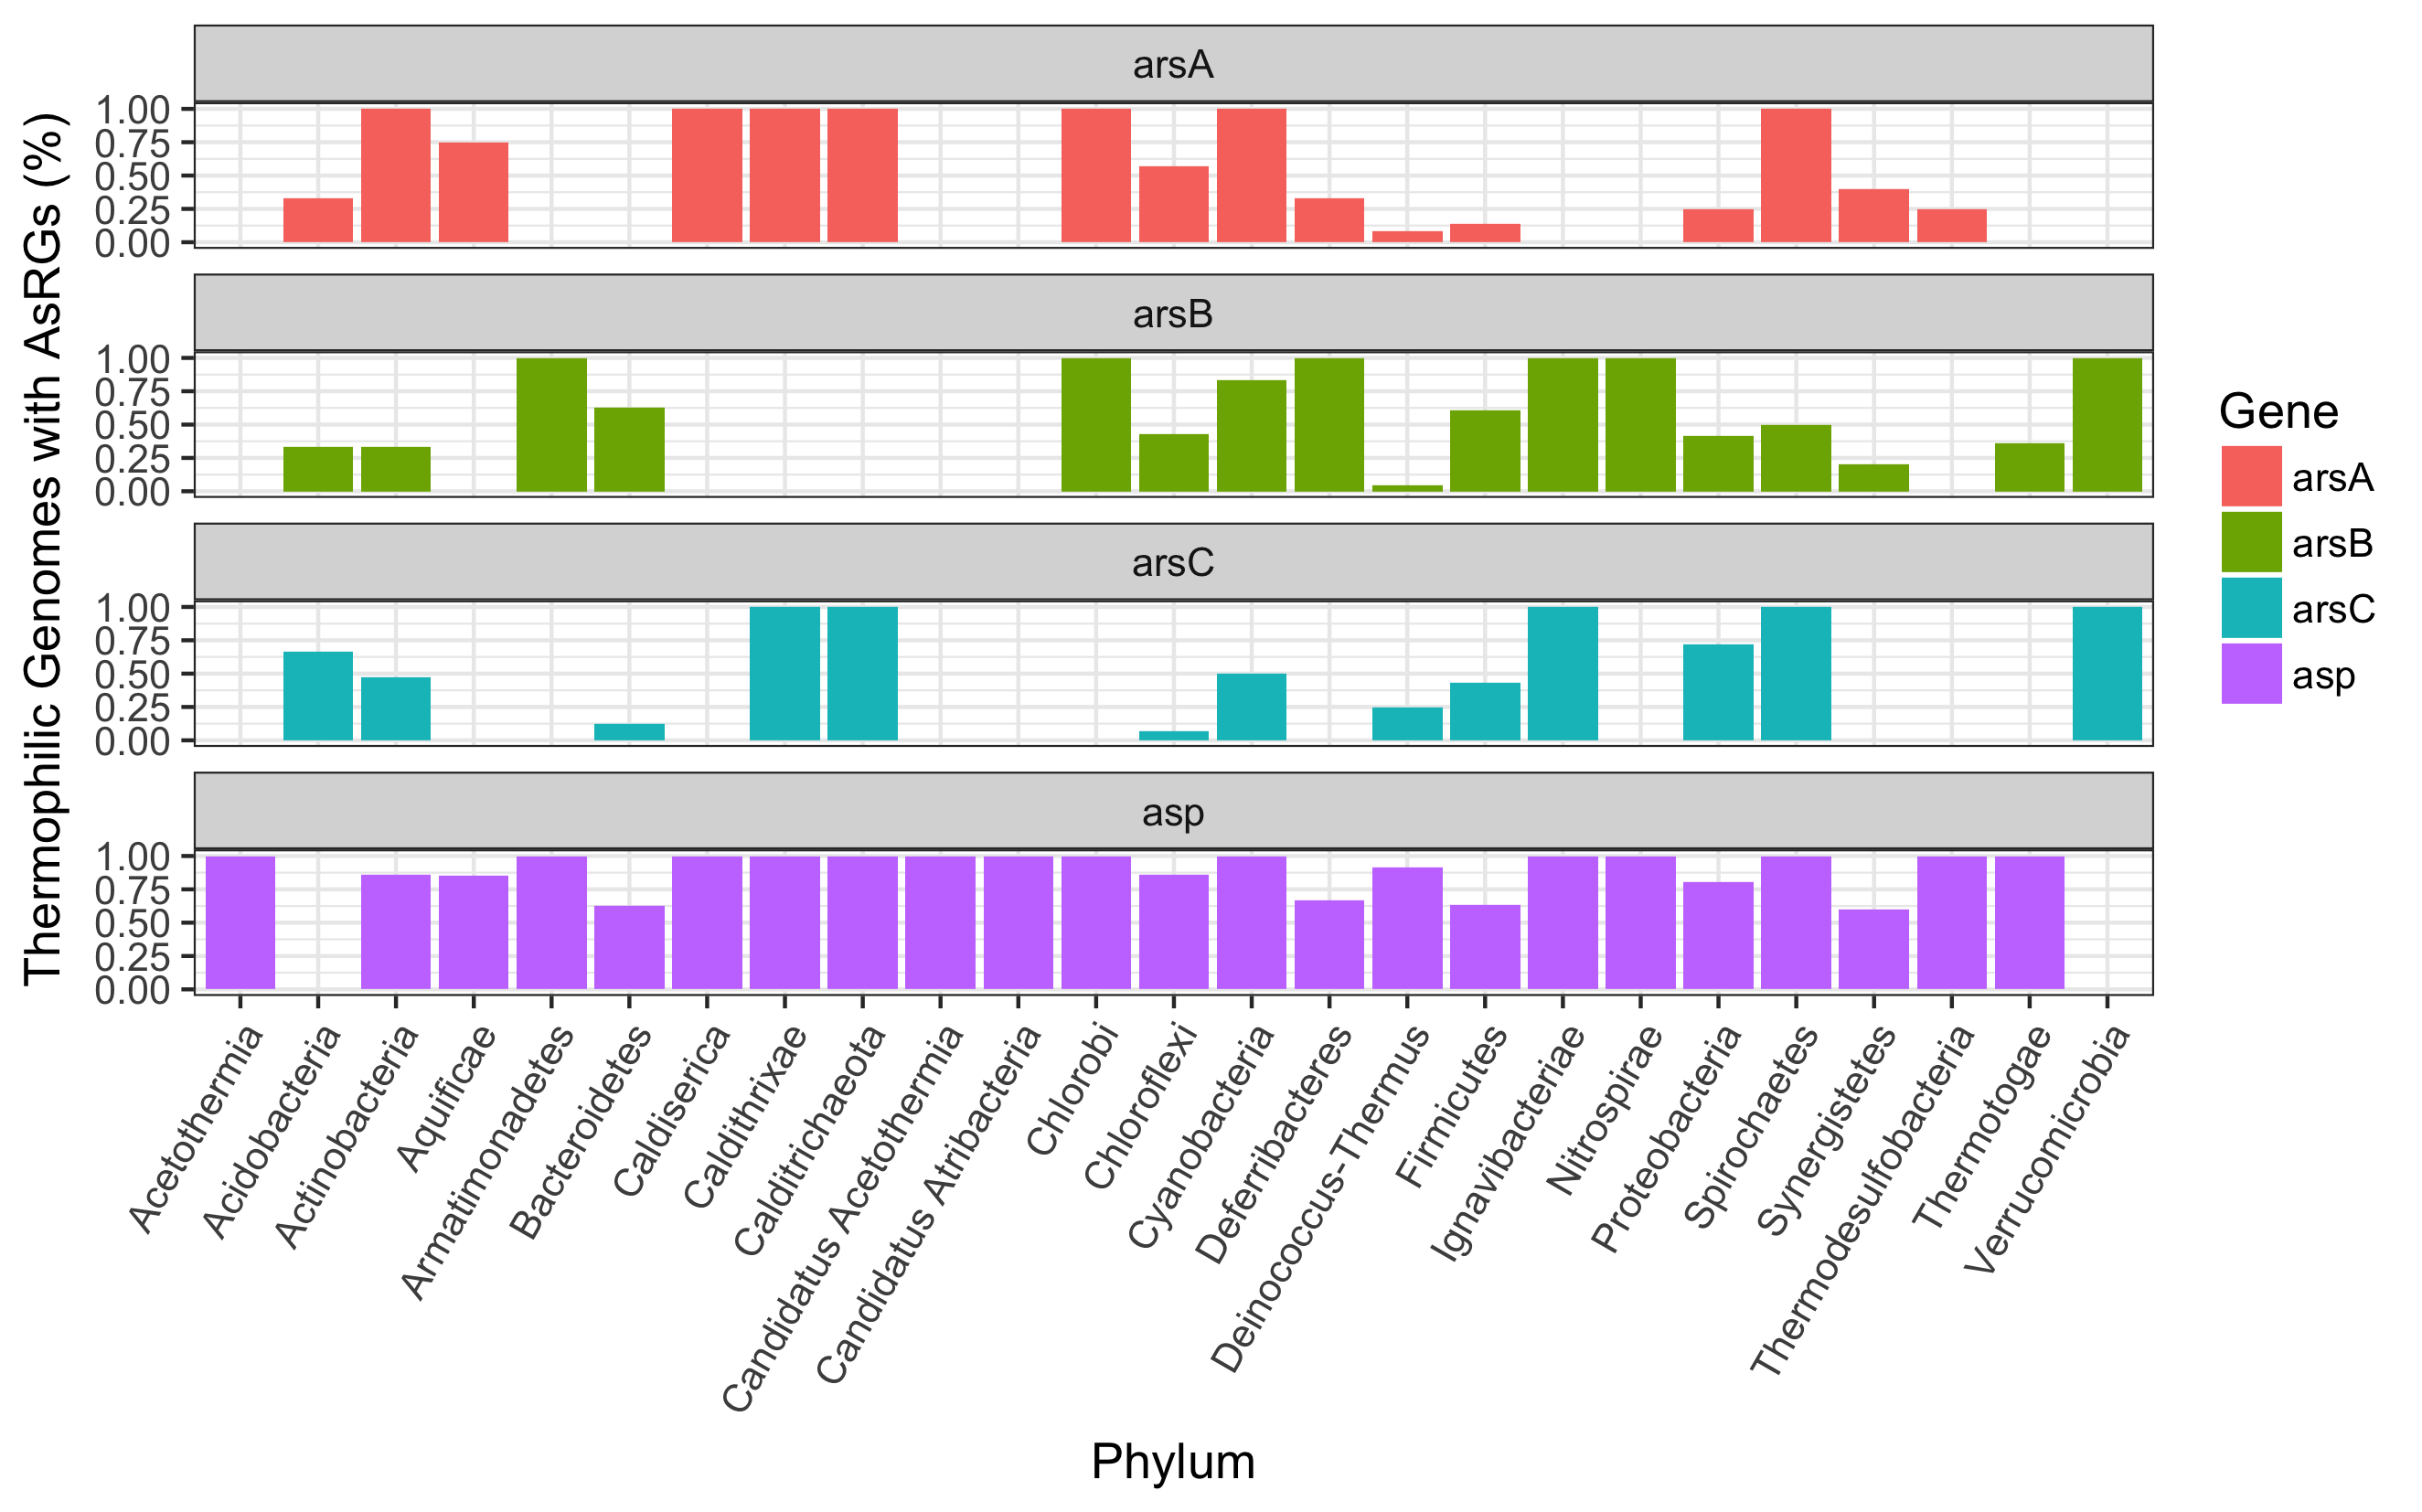 Thermophilic Genomes with AsRGs (%)
arsA
1.00
0.75
0.50
0.25
0.00
arsB
1.00
0.75
0.50
0.25
0.00
arsC
1.00
0.75
0.50
0.25
0.00
asp
1.00
0.75
0.50
0.25
0.00
Acetothermia
Acidobacteria
Actinobacteria
Aquificae
Armatimonadetes
Bacteroidetes
Caldiserica
Caldithrixae
Calditrichaeota
Candidatus Acetothermia
Candidatus Atribacteria
Chlorobi
Chloroflexi
Cyanobacteria
Deferribacteres
Deinococcus-Thermus
Firmicutes
Ignavibacteriae
Nitrospirae
Proteobacteria
Spirochaetes
Synergistetes
Thermodesulfobacteria
Thermotogae
Verrucomicrobia
Phylum
Gene
arsA
arsB
arsC
asp